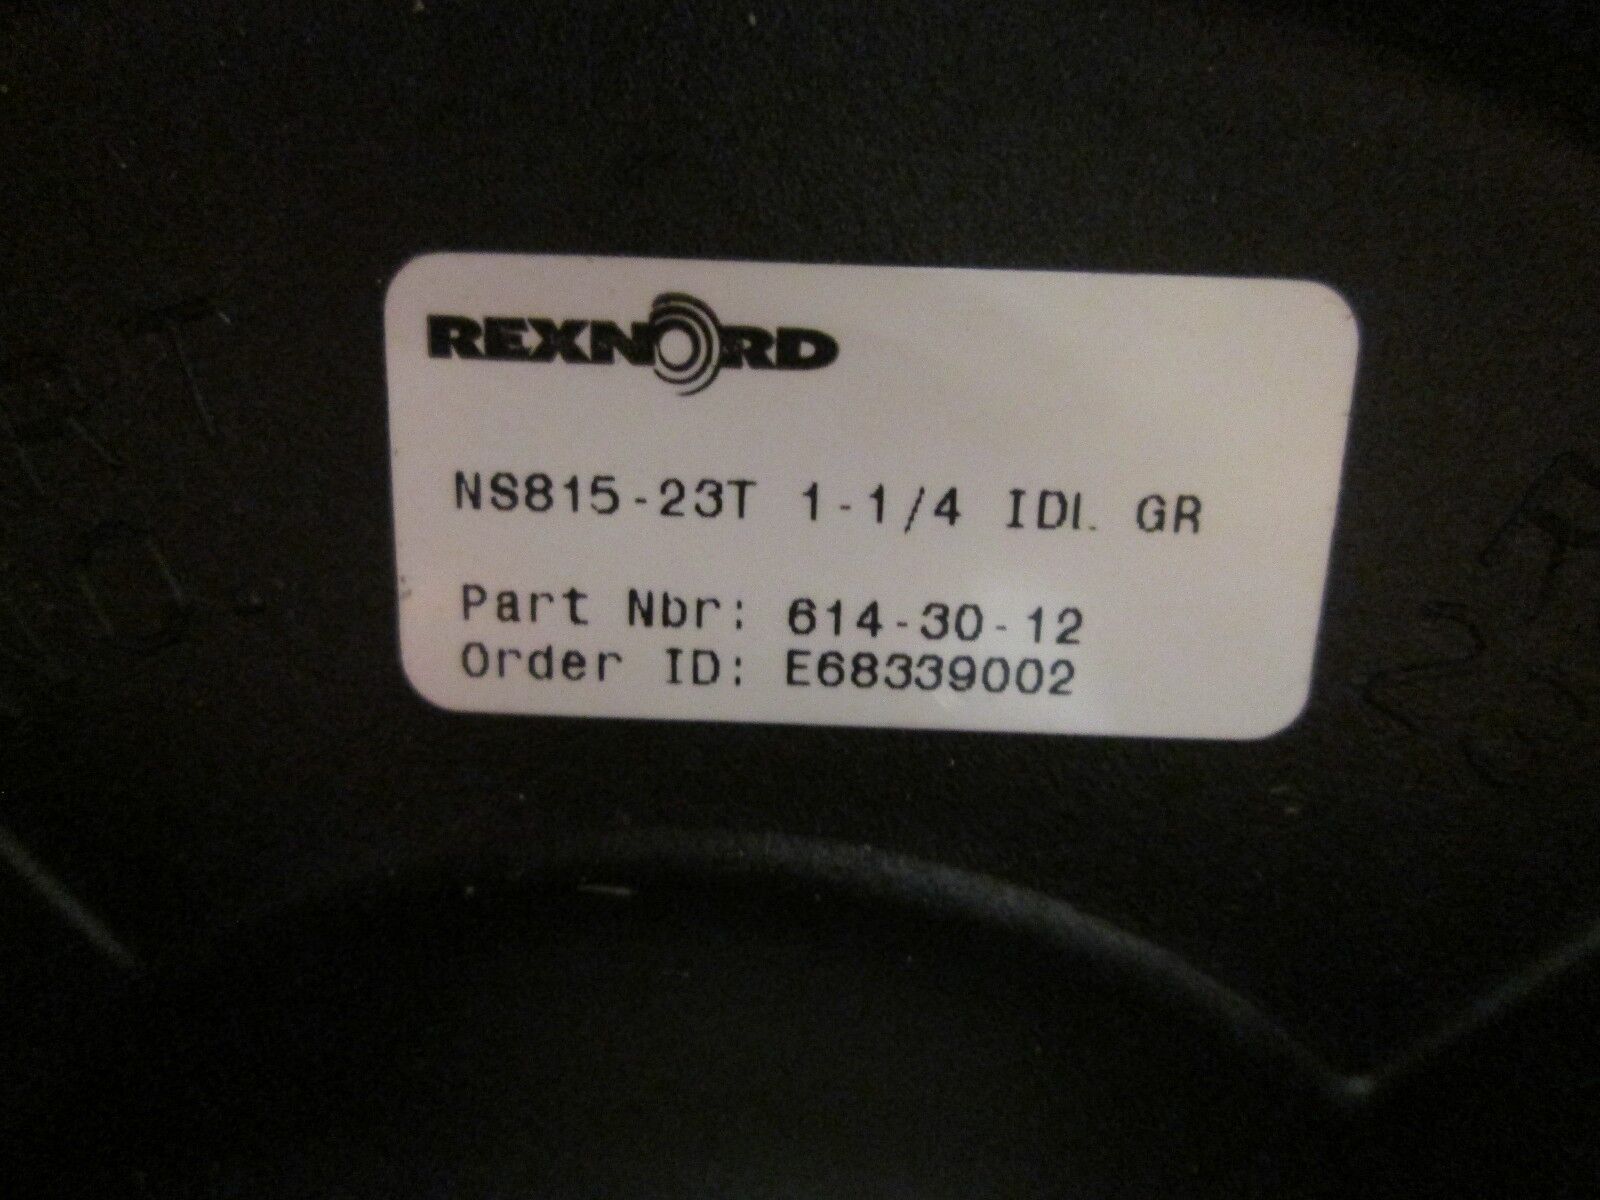 REXNORD
NS815-23T 1-1/4 IDL GR
Part Nbr: 614-30-12
Order ID: E68339002